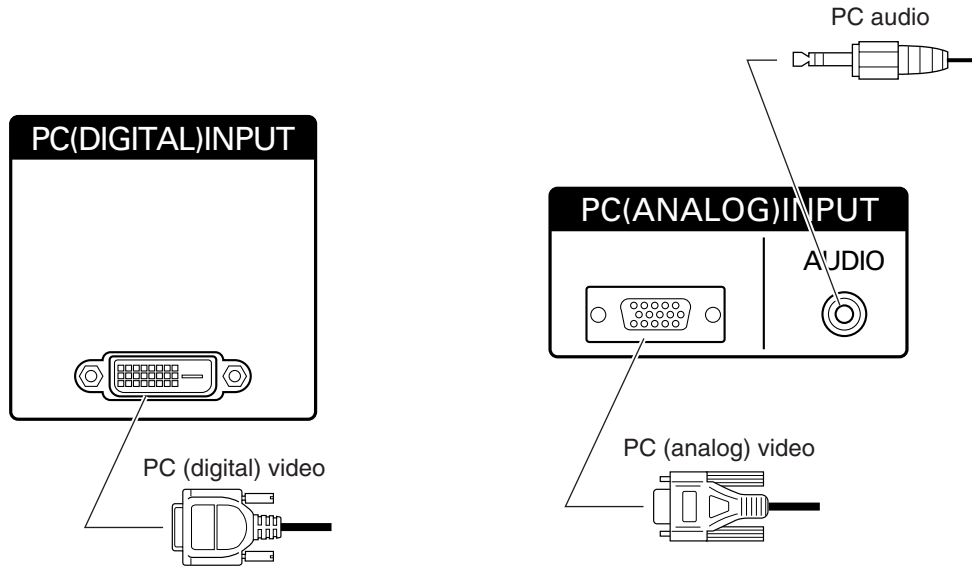 PC audio
PC(DIGITAL)INPUT
PC(ANALOG)INPUT
AUDIO
PC (analog) video
PC (digital) video